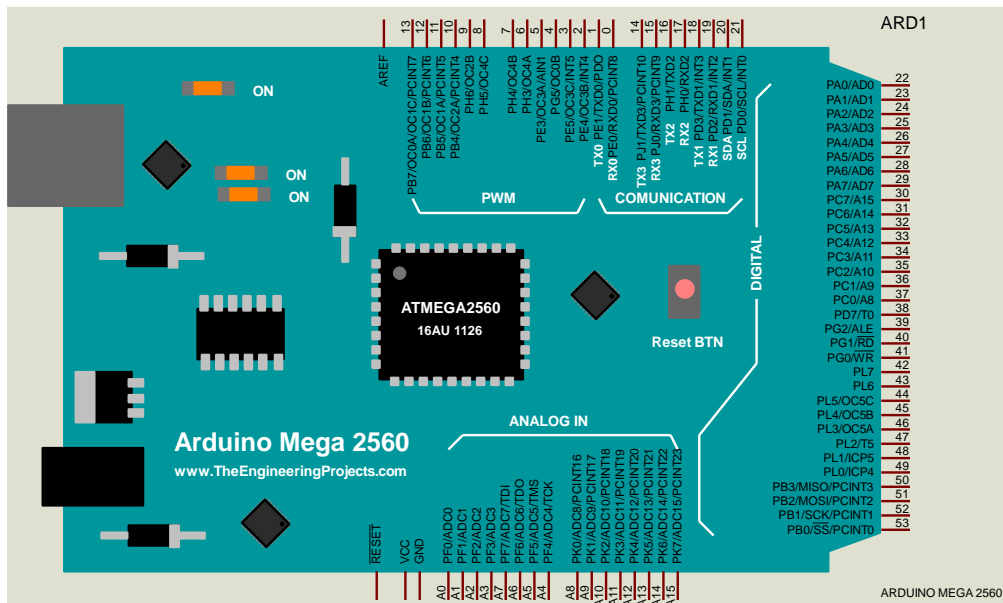 ARD1
AREF
13 PB7/OC0A/OC1C/PCINT7
12 PB6/OC1B/PCINT6
11 PB5/OC1A/PCINT5
10 PB4/OC2A/PCINT4
9 PH6/OC2B
8 PH5/OC4C
7 PH4/OC4B
6 PH3/OC4A
5 PE3/OC3A/AIN1
4 PG5/OC0B
3 PE5/OC3C/INT5
2 PE4/OC3B/INT4
1 TX0 PE1/TXD0/PDO
0 RX0 PE0/RXD0/PCINT8
14 TX3 PJ1/TXD3/PCINT10
15 RX3 PJ0/RXD3/PCINT9
16 TX2 PH1/TXD2
17 RX2 PH0/RXD2
18 TX1 PD3/TXD1/INT3
19 RX1 PD2/RXD1/INT2
20 SDA PD1/SDA/INT1
21 SCL PD0/SCL/INT0
ON
ON
ON
PWM
COMUNICATION
DIGITAL
ATMEGA2560
16AU 1126
Reset BTN
PA0/AD0 22
PA1/AD1 23
PA2/AD2 24
PA3/AD3 25
PA4/AD4 26
PA5/AD5 27
PA6/AD6 28
PA7/AD7 29
PC7/A15 30
PC6/A14 31
PC5/A13 32
PC4/A12 33
PC3/A11 34
PC2/A10 35
PC1/A9 36
PC0/A8 37
PD7/T0 38
PG2/ALE 39
PG1/RD 40
PG0/WR 41
PL7 42
PL6 43
PL5/OC5C 44
PL4/OC5B 45
PL3/OC5A 46
PL2/T5 47
PL1/ICP5 48
PL0/ICP4 49
PB3/MISO/PCINT3 50
PB2/MOSI/PCINT2 51
PB1/SCK/PCINT1 52
PB0/SS/PCINT0 53
Arduino Mega 2560
www.TheEngineeringProjects.com
ANALOG IN
RESET
VCC
GND
A0 PF0/ADC0
A1 PF1/ADC1
A2 PF2/ADC2
A3 PF3/ADC3
A7 PF7/ADC7/TDI
A6 PF6/ADC6/TDO
A5 PF5/ADC5/TMS
A4 PF4/ADC4/TCK
A8 PK0/ADC8/PCINT16
A9 PK1/ADC9/PCINT17
A10 PK2/ADC10/PCINT18
A11 PK3/ADC11/PCINT19
A12 PK4/ADC12/PCINT20
A13 PK5/ADC13/PCINT21
A14 PK6/ADC14/PCINT22
A15 PK7/ADC15/PCINT23
ARDUINO MEGA 2560